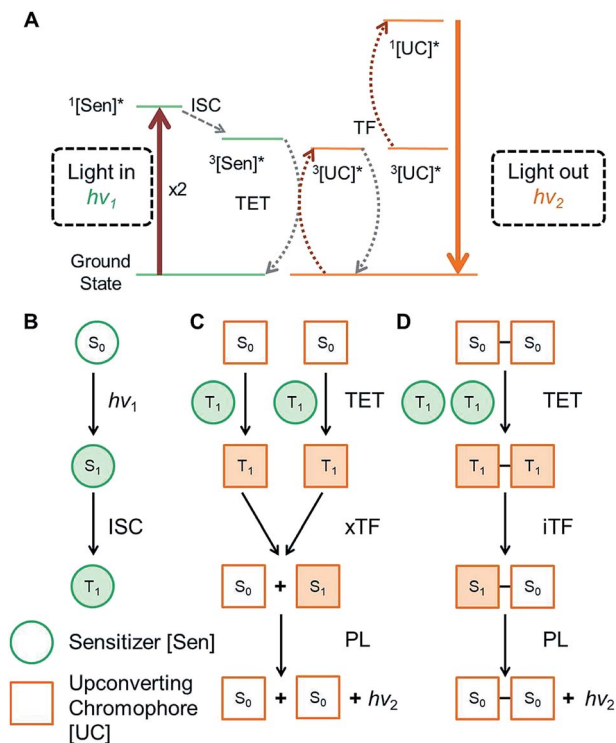 A
¹[UC]*
¹[Sen]*
ISC
TF
³[Sen]*
³[UC]*
³[UC]*
Light in
hv₁
x2
TET
Light out
hv₂
Ground
State
B
C
D
S₀
S₀
S₀
S₀
S₀
hv₁
T₁
T₁
TET
T₁
T₁
TET
S₁
T₁
T₁
T₁
T₁
ISC
xTF
iTF
T₁
S₀
+
S₁
S₁
S₀
PL
PL
Sensitizer [Sen]
Upconverting
Chromophore
[UC]
S₀ + S₀ + hv₂
S₀ S₀ + hv₂